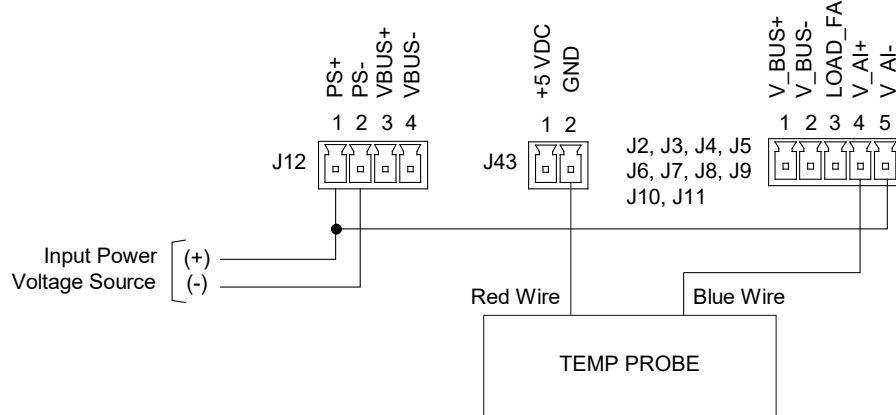 PS+
PS-
VBUS+
VBUS-
1 2 3 4
J12
+5 VDC
GND
1 2
J43
V_BUS+
V_BUS-
LOAD_FA
V_AI+
V_AI-
1 2 3 4 5
J2, J3, J4, J5
J6, J7, J8, J9
J10, J11
Input Power (+)
Voltage Source (-)
Red Wire
Blue Wire
TEMP PROBE